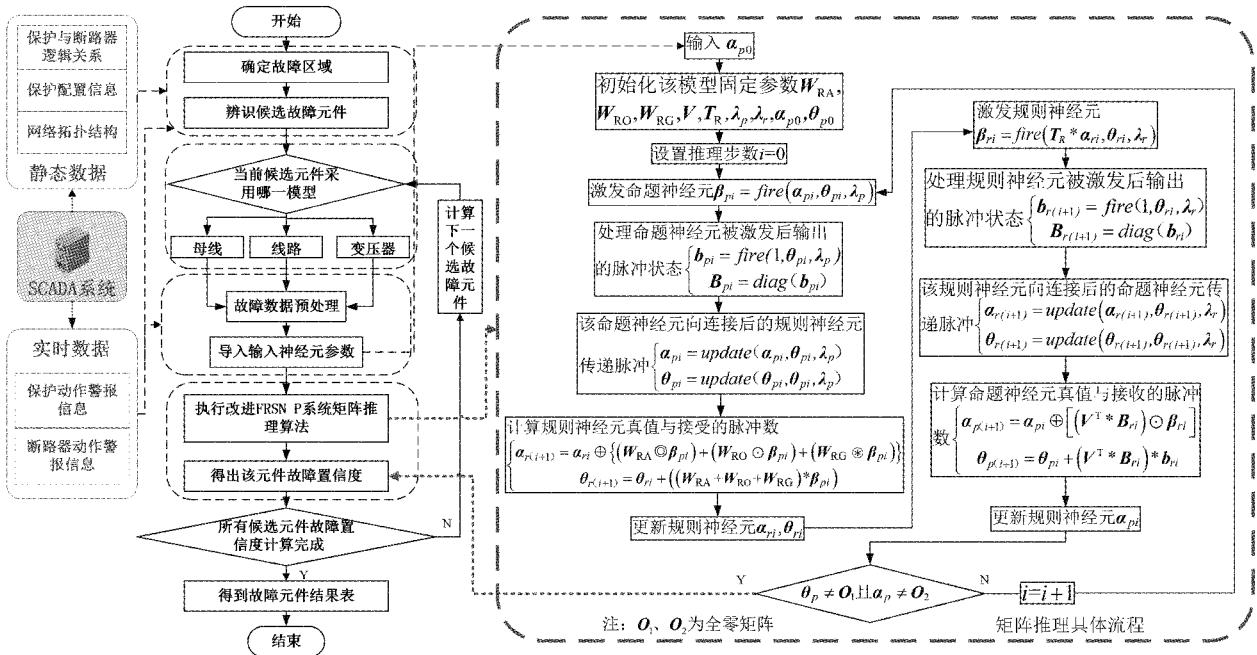 保护与断路器
逻辑关系
保护配置信息
网络拓扑结构
静态数据
SCADA系统
实时数据
保护动作警报
信息
断路器动作警
报信息
开始
确定故障区域
辨识候选故障元件
当前候选元件采
用哪一模型
母线
线路
变压器
故障数据预处理
导入输入神经元参数
执行改进FRSN P系统矩阵推
理算法
得出该元件故障置信度
所有候选元件故障置
信度计算完成
N
Y
得到故障元件结果表
结束
计算
下一
个候
选故
障元
件
输入 α_{p0}
初始化该模型固定参数W_{RA},
W_{RO},W_{RG},V,T_R,λ_p,λ_r,α_{p0},θ_{p0}
设置推理步数i=0
激发命题神经元β_{pi}=fire(α_{pi},θ_{pi},λ_p)
处理命题神经元被激发后输出
的脉冲状态{b_{pi}=fire(1,θ_{pi},λ_p)
B_{pi}=diag(b_{pi})
该命题神经元向连接后的规则神经元
传递脉冲{α_{pi}=update(α_{pi},θ_{pi},λ_p)
θ_{pi}=update(θ_{pi},θ_{pi},λ_p)
计算规则神经元真值与接受的脉冲数
{α_{r(i+1)}=α_{ri}⊕{(W_{RA}◎β_{pi})+(W_{RO}⊙β_{pi})+(W_{RG}⊛β_{pi})}
θ_{r(i+1)}=θ_{ri}+((W_{RA}+W_{RO}+W_{RG})*β_{pi})
更新规则神经元α_{ri},θ_{ri}
激发规则神经元
β_{ri}=fire(T_R*α_{ri},θ_{ri},λ_r)
处理规则神经元被激发后输出
的脉冲状态{b_{r(i+1)}=fire(1,θ_{ri},λ_r)
B_{r(i+1)}=diag(b_{ri})
该规则神经元向连接后的命题神经元传
递脉冲{α_{r(i+1)}=update(α_{r(i+1)},θ_{r(i+1)},λ_r)
θ_{r(i+1)}=update(θ_{r(i+1)},θ_{r(i+1)},λ_r)
计算命题神经元真值与接收的脉冲
数{α_{p(i+1)}=α_{pi}⊕[(V^T*B_{ri})⊙β_{ri}]
θ_{p(i+1)}=θ_{pi}+(V^T*B_{ri})*b_{ri}
更新规则神经元α_{pi}
Y
θ_p≠O_1且α_p≠O_2
N
i=i+1
注：O_1、O_2为全零矩阵
矩阵推理具体流程